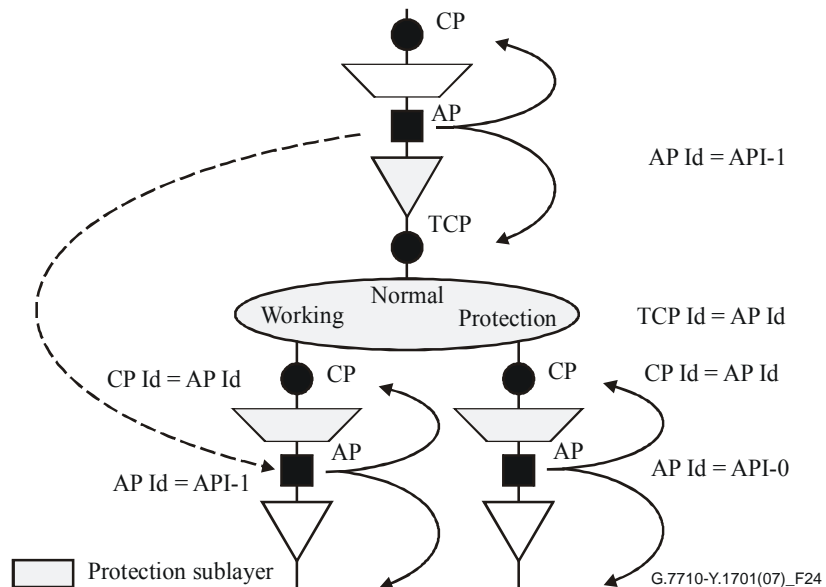 CP
AP
AP Id = API-1
TCP
Normal
Working
Protection
TCP Id = AP Id
CP Id = AP Id
CP
CP
CP Id = AP Id
AP
AP
AP Id = API-1
AP Id = API-0
Protection sublayer
G.7710-Y.1701(07)_F24